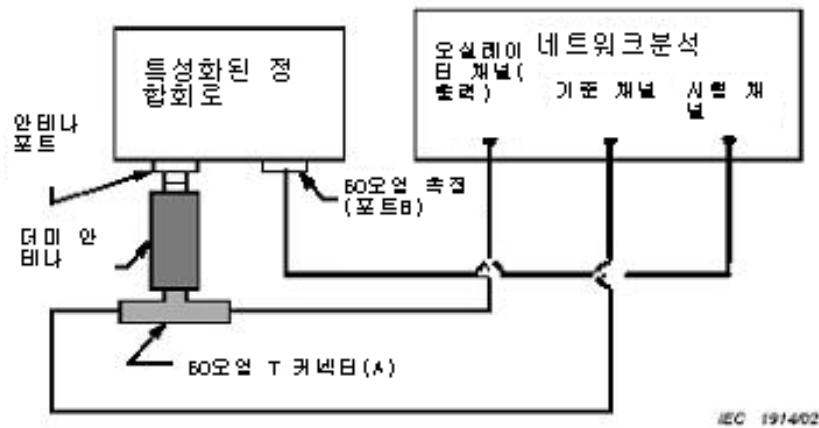 특성화된 정
합회로
안테나
포트
더미 안
테나
50오옴 측정
(포트B)
50오옴 T 커넥터(A)
네트워크분석
오실레이
터 채널(
출력)
기준 채널
시험 채
널
IEC 1914/02